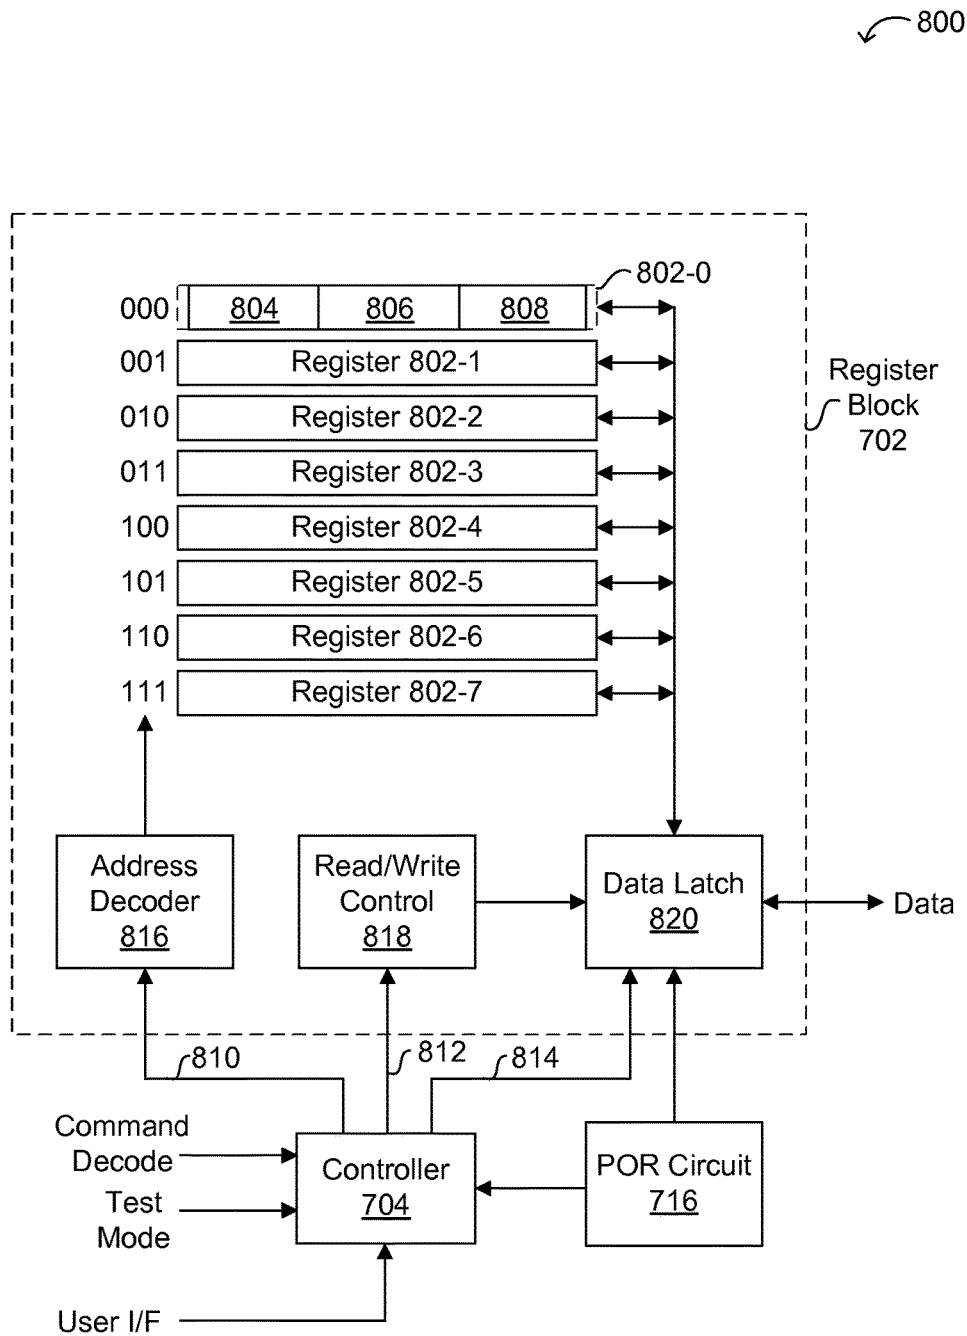 800
802-0
000 804 806 808
001 Register 802-1
010 Register 802-2
011 Register 802-3
100 Register 802-4
101 Register 802-5
110 Register 802-6
111 Register 802-7
Register
Block
702
Address
Decoder
816
Read/Write
Control
818
Data Latch
820
Data
810
812
814
Command
Decode
Test
Mode
User I/F
Controller
704
POR Circuit
716